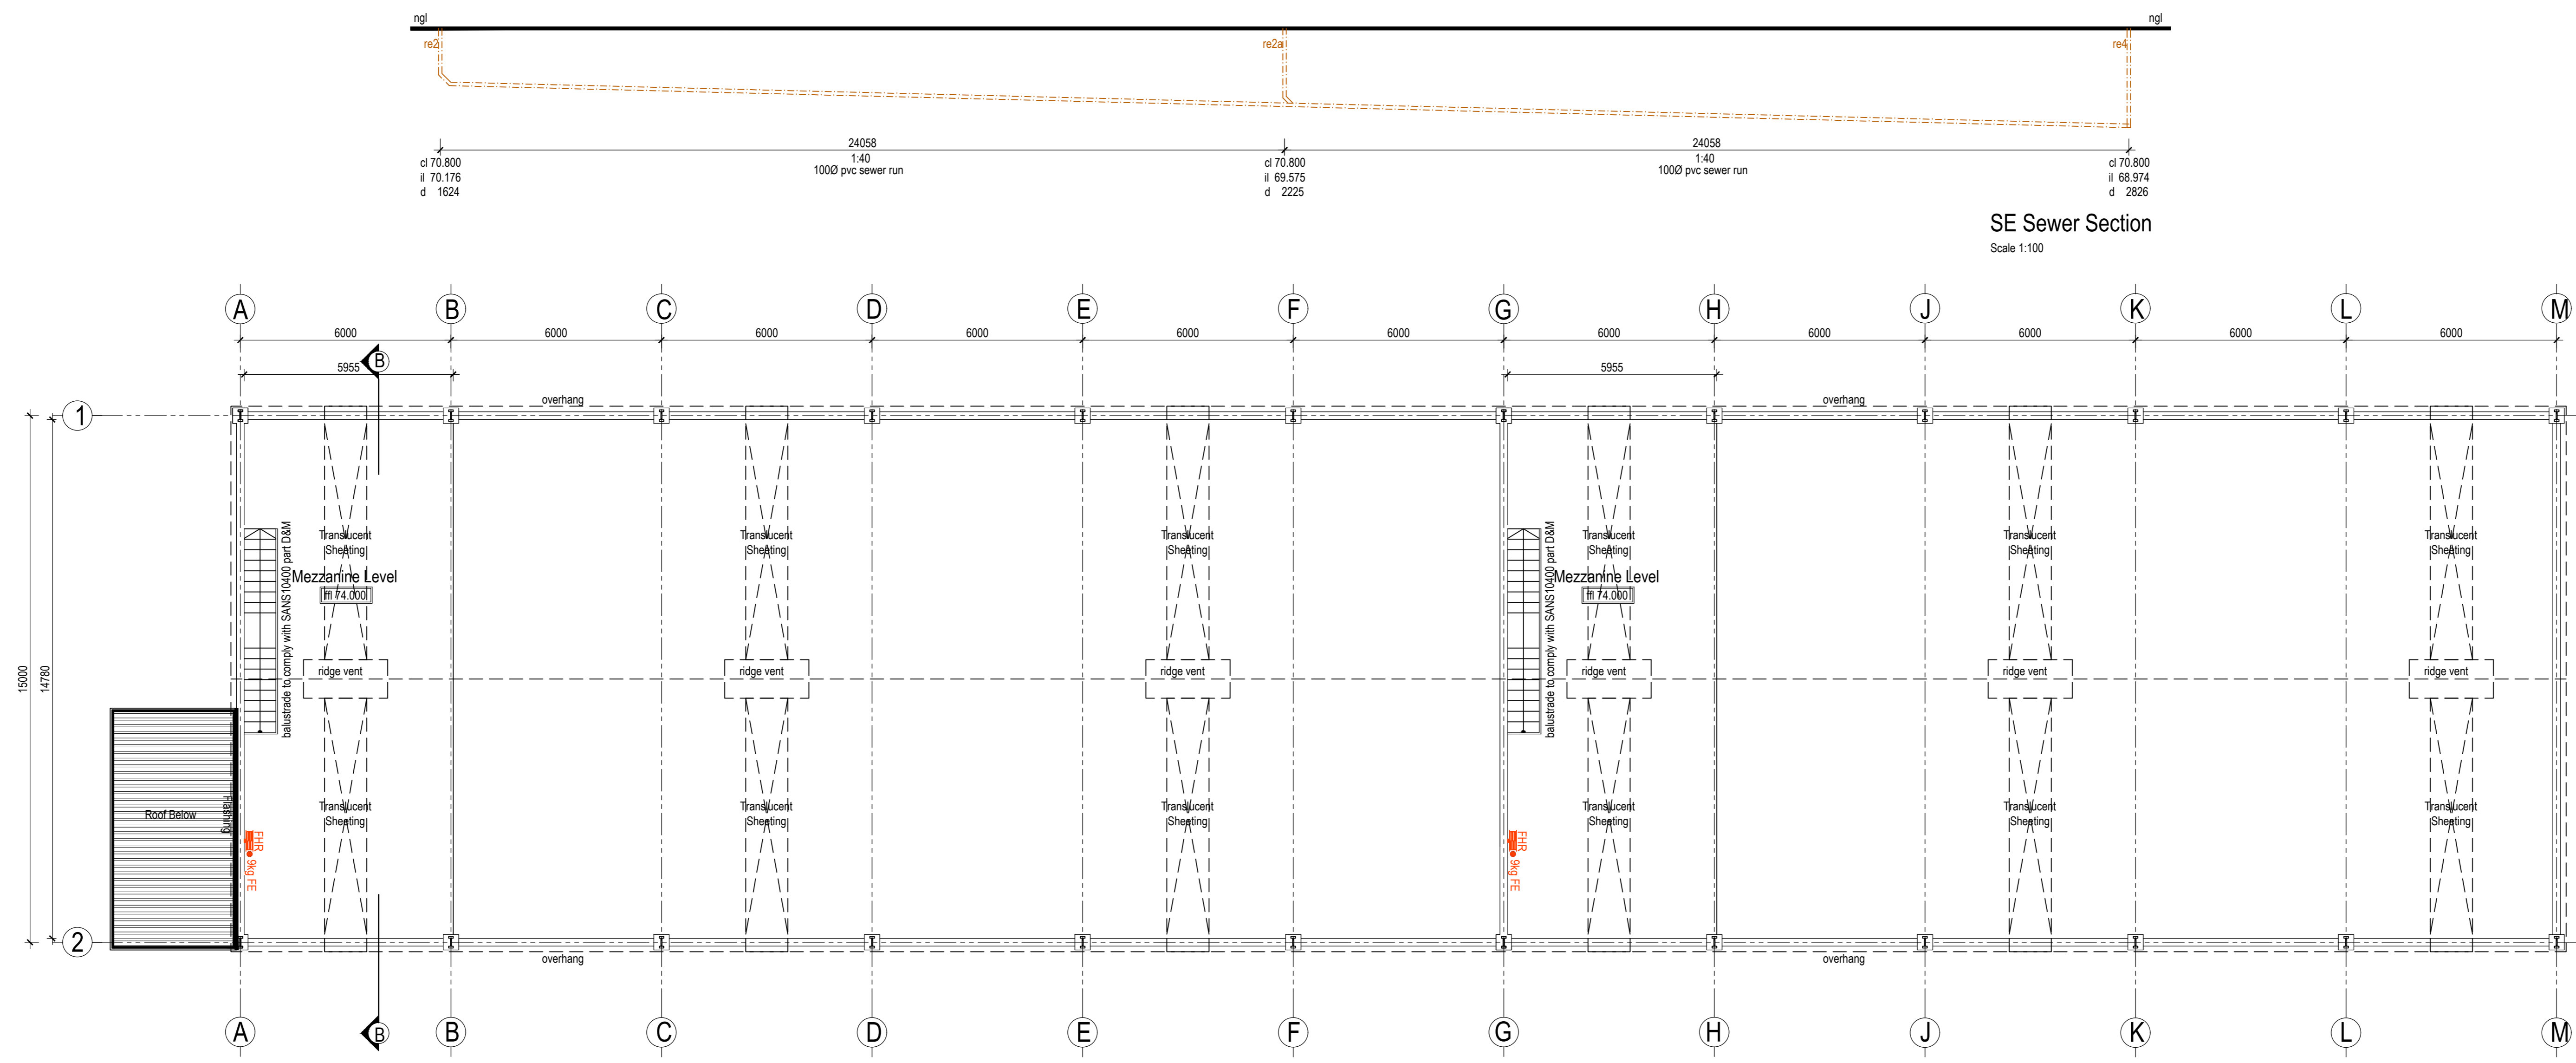 ngl
ngl
re2
re2a
re4
24058
24058
1:40
1:40
100Ø pvc sewer run
100Ø pvc sewer run
cl 70.800
il 70.176
d 1624
cl 70.800
il 69.575
d 2225
cl 70.800
il 68.974
d 2826
SE Sewer Section
Scale 1:100
A
B
C
D
E
F
G
H
J
K
L
M
6000
6000
6000
6000
6000
6000
6000
6000
6000
6000
6000
B
5955
5955
overhang
overhang
1
Translucent
Sheeting
Translucent
Sheeting
Translucent
Sheeting
Translucent
Sheeting
Translucent
Sheeting
Translucent
Sheeting
balustrade to comply with SANS10400 part D&M
balustrade to comply with SANS10400 part D&M
Mezzanine Level
ffl 74.000
Mezzanine Level
ffl 74.000
15000
14780
ridge vent
ridge vent
ridge vent
ridge vent
ridge vent
ridge vent
Roof Below
Flashing
Translucent
Sheeting
Translucent
Sheeting
Translucent
Sheeting
Translucent
Sheeting
Translucent
Sheeting
Translucent
Sheeting
FHR
9kg FE
FHR
9kg FE
2
overhang
overhang
A
B
B
C
D
E
F
G
H
J
K
L
M